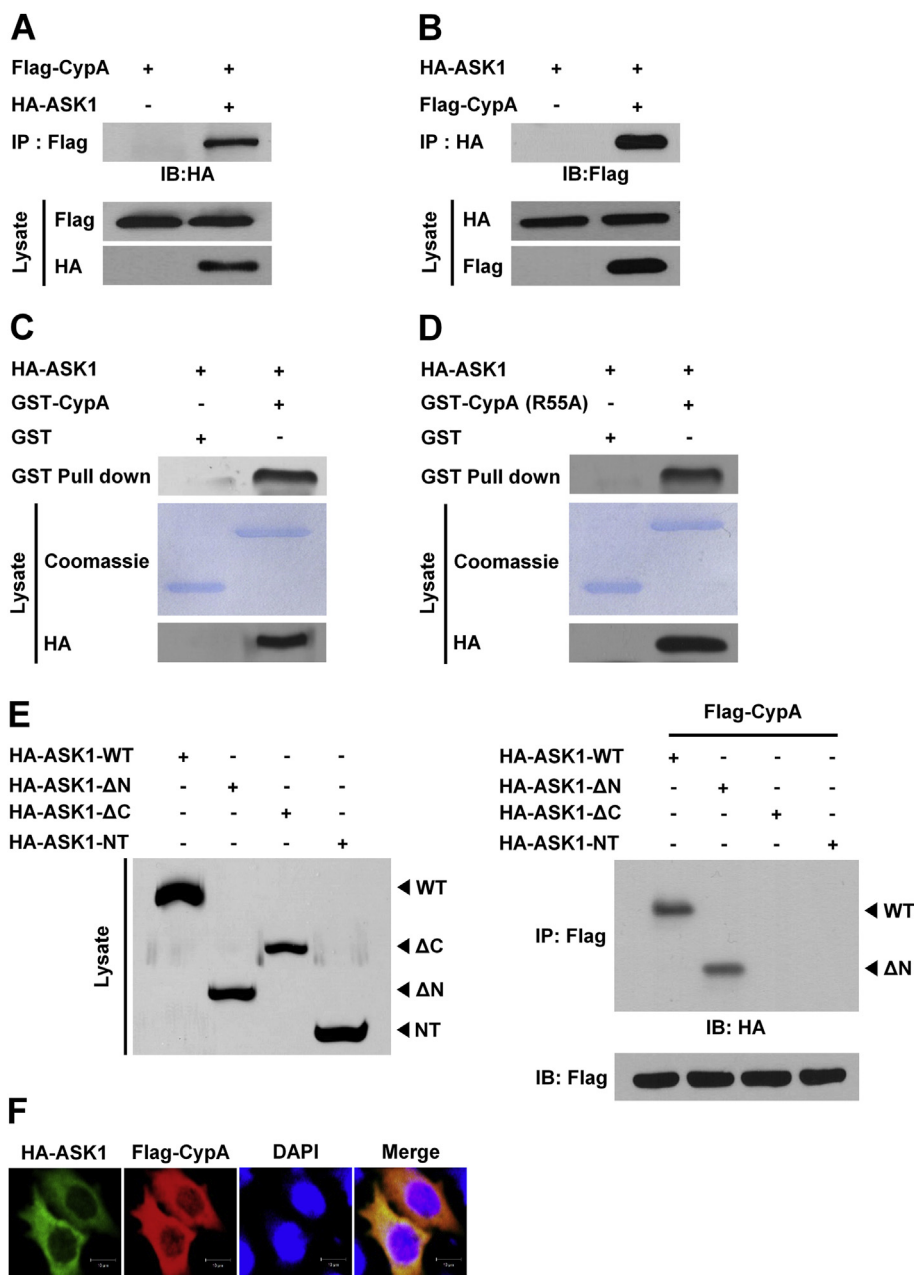 A
Flag-CypA + +
HA-ASK1 - +
IP : Flag
IB:HA
Lysate
Flag
HA
B
HA-ASK1 + +
Flag-CypA - +
IP : HA
IB:Flag
Lysate
HA
Flag
C
HA-ASK1 + +
GST-CypA - +
GST + -
GST Pull down
Lysate
Coomassie
HA
D
HA-ASK1 + +
GST-CypA (R55A) - +
GST + -
GST Pull down
Lysate
Coomassie
HA
E
HA-ASK1-WT + - - -
HA-ASK1-ΔN - + - -
HA-ASK1-ΔC - - + -
HA-ASK1-NT - - - +
Lysate
◄ WT
◄ ΔC
◄ ΔN
◄ NT
Flag-CypA
HA-ASK1-WT + - - -
HA-ASK1-ΔN - + - -
HA-ASK1-ΔC - - + -
HA-ASK1-NT - - - +
IP: Flag
◄ WT
◄ ΔN
IB: HA
IB: Flag
F
HA-ASK1 Flag-CypA DAPI Merge